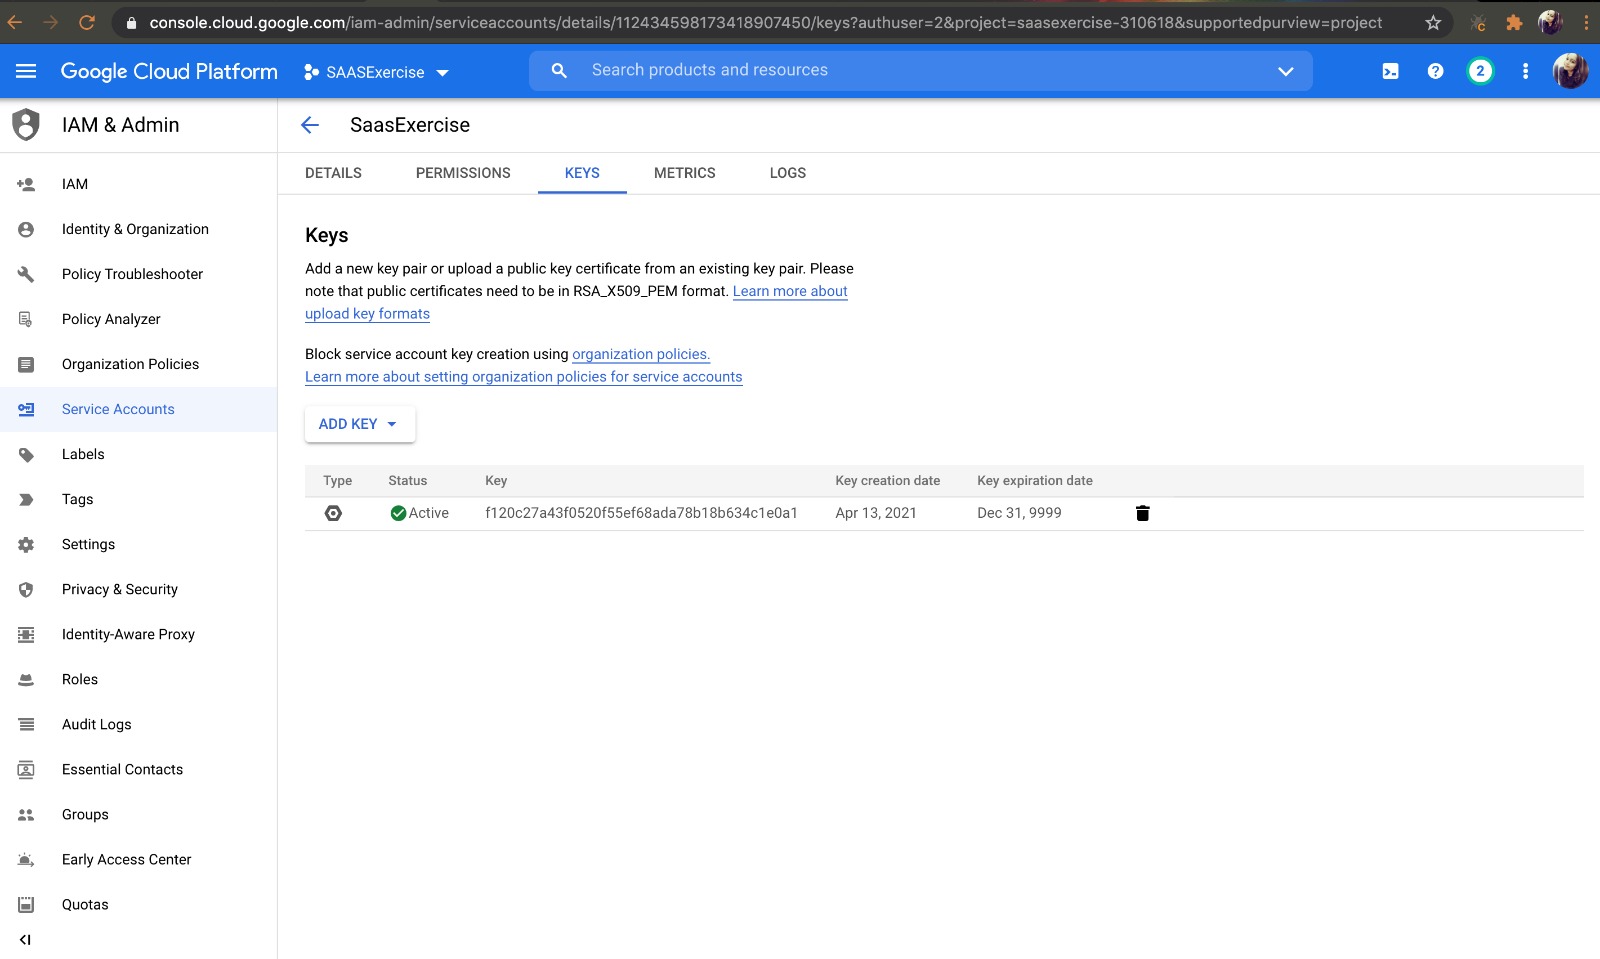 console.cloud.google.com/iam-admin/serviceaccounts/details/112434598173418907450/keys?authuser=2&project=saasexercise-310618&supportedpurview=project
Google Cloud Platform
SAASExercise
Search products and resources
2
IAM & Admin
SaasExercise
DETAILS
PERMISSIONS
KEYS
METRICS
LOGS
IAM
Identity & Organization
Policy Troubleshooter
Policy Analyzer
Organization Policies
Service Accounts
Labels
Tags
Settings
Privacy & Security
Identity-Aware Proxy
Roles
Audit Logs
Essential Contacts
Groups
Early Access Center
Quotas
Keys
Add a new key pair or upload a public key certificate from an existing key pair. Please
note that public certificates need to be in RSA_X509_PEM format. Learn more about
upload key formats
Block service account key creation using organization policies.
Learn more about setting organization policies for service accounts
ADD KEY
Type Status Key Key creation date Key expiration date
Active f120c27a43f0520f55ef68ada78b18b634c1e0a1 Apr 13, 2021 Dec 31, 9999